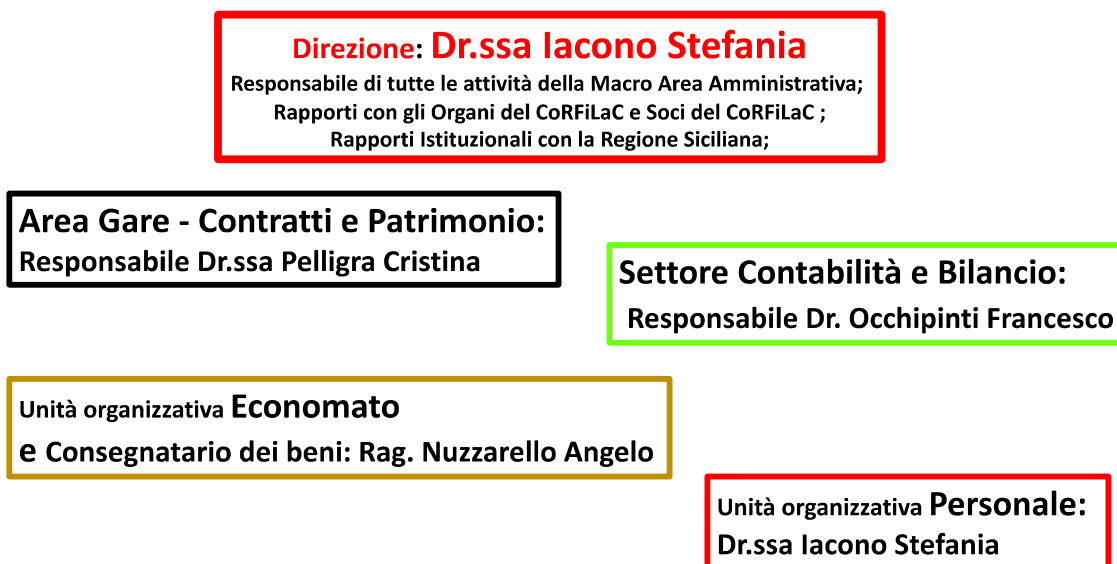 Direzione: Dr.ssa Iacono Stefania
Responsabile di tutte le attività della Macro Area Amministrativa;
Rapporti con gli Organi del CoRFiLaC e Soci del CoRFiLaC ;
Rapporti Istituzionali con la Regione Siciliana;
Area Gare - Contratti e Patrimonio:
Responsabile Dr.ssa Pelligra Cristina
Settore Contabilità e Bilancio:
Responsabile Dr. Occhipinti Francesco
Unità organizzativa Economato
e Consegnatario dei beni: Rag. Nuzzarello Angelo
Unità organizzativa Personale:
Dr.ssa Iacono Stefania